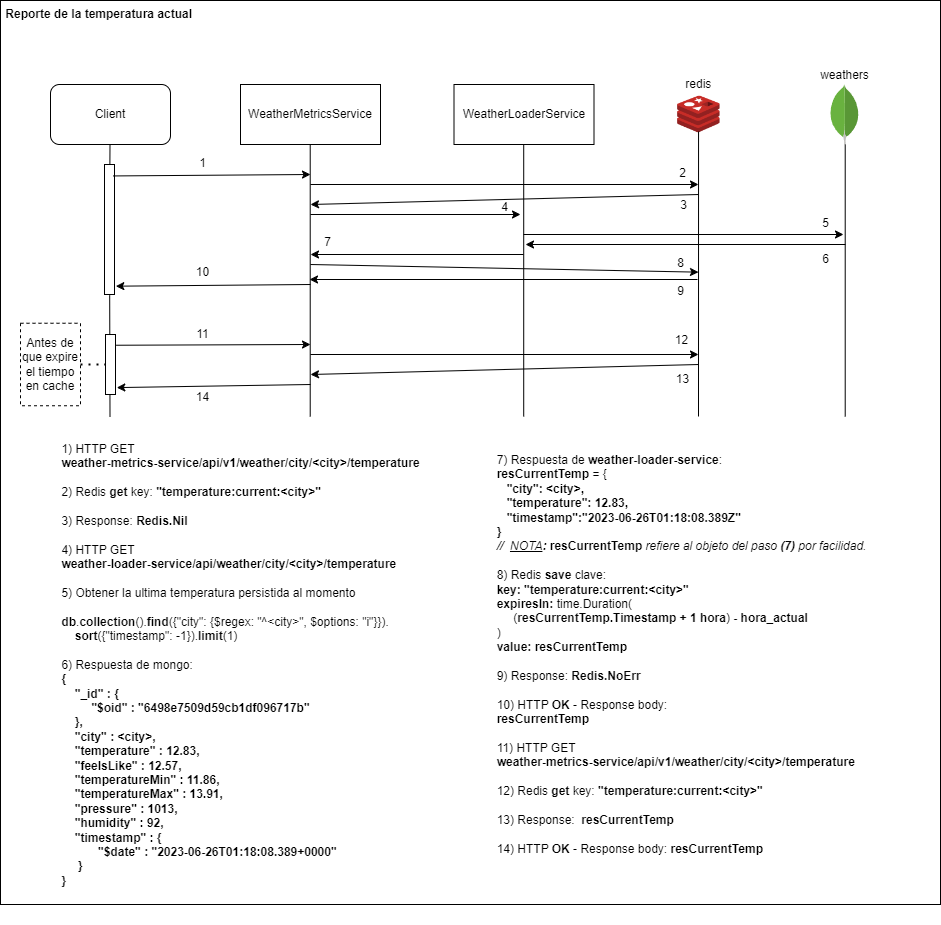 Reporte de la temperatura actual
weathers
redis
Client
WeatherMetricsService
WeatherLoaderService
1
2
3
4
5
7
6
8
10
9
11
12
Antes de
que expire
el tiempo
en cache
13
14
1) HTTP GET
weather-metrics-service/api/v1/weather/city/<city>/temperature
2) Redis get key: "temperature:current:<city>"
3) Response: Redis.Nil
4) HTTP GET
weather-loader-service/api/weather/city/<city>/temperature
5) Obtener la ultima temperatura persistida al momento
db.collection().find({"city": {$regex: "^<city>", $options: "i"}}).
sort({"timestamp": -1}).limit(1)
6) Respuesta de mongo:
{
"_id" : {
"$oid" : "6498e7509d59cb1df096717b"
},
"city" : <city>,
"temperature" : 12.83,
"feelsLike" : 12.57,
"temperatureMin" : 11.86,
"temperatureMax" : 13.91,
"pressure" : 1013,
"humidity" : 92,
"timestamp" : {
"$date" : "2023-06-26T01:18:08.389+0000"
}
}
7) Respuesta de weather-loader-service:
resCurrentTemp = {
"city": <city>,
"temperature": 12.83,
"timestamp":"2023-06-26T01:18:08.389Z"
}
// NOTA: resCurrentTemp refiere al objeto del paso (7) por facilidad.
8) Redis save clave:
key: "temperature:current:<city>"
expiresIn: time.Duration(
(resCurrentTemp.Timestamp + 1 hora) - hora_actual
)
value: resCurrentTemp
9) Response: Redis.NoErr
10) HTTP OK - Response body:
resCurrentTemp
11) HTTP GET
weather-metrics-service/api/v1/weather/city/<city>/temperature
12) Redis get key: "temperature:current:<city>"
13) Response: resCurrentTemp
14) HTTP OK - Response body: resCurrentTemp